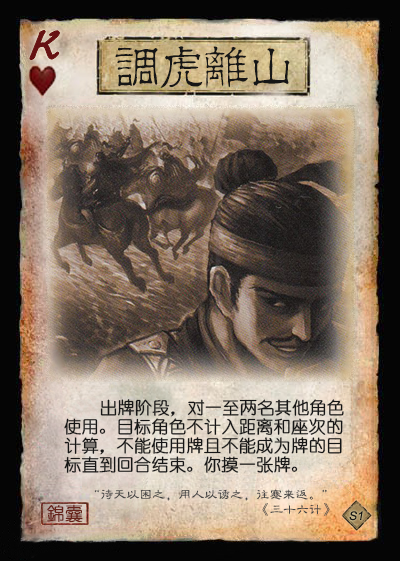 K
調虎離山
出牌阶段，对一至两名其他角色
使用。目标角色不计入距离和座次的
计算，不能使用牌且不能成为牌的目
标直到回合结束。你摸一张牌。
“待天以困之，用人以诱之，往蹇来返。”
《三十六计》
錦囊
S1